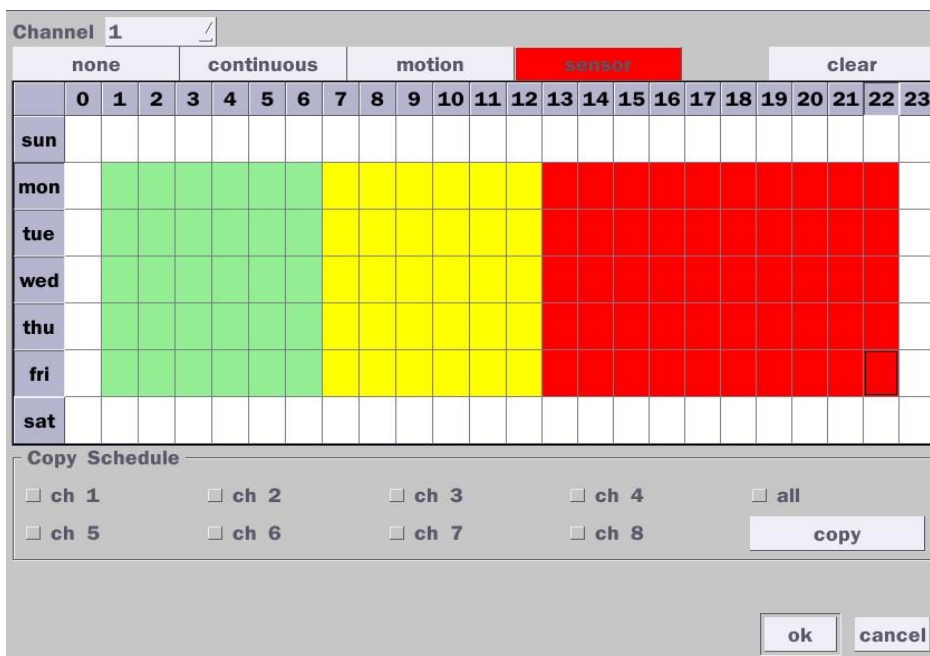 Channel 1
none continuous motion sensor clear
0 1 2 3 4 5 6 7 8 9 10 11 12 13 14 15 16 17 18 19 20 21 22 23
sun
mon
tue
wed
thu
fri
sat
Copy Schedule
ch 1 ch 2 ch 3 ch 4 all
ch 5 ch 6 ch 7 ch 8 copy
ok cancel